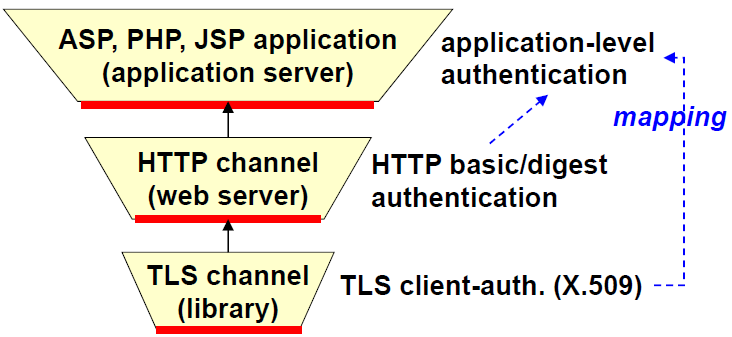 ASP, PHP, JSP application
(application server)
application-level
authentication
mapping
HTTP channel
(web server)
HTTP basic/digest
authentication
TLS channel
(library)
TLS client-auth. (X.509)